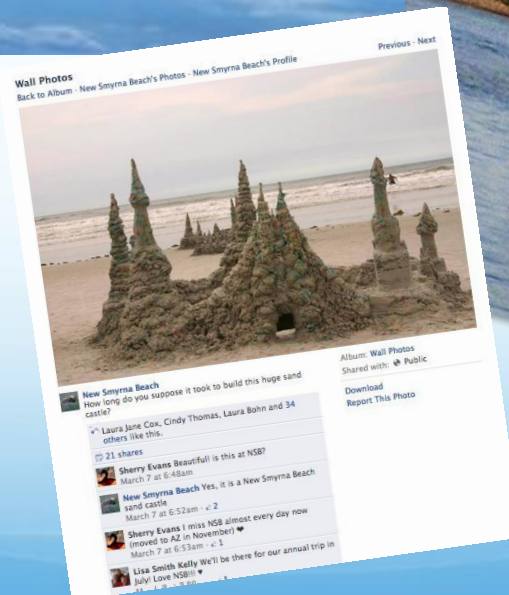 Wall Photos
Previous · Next
Back to Album · New Smyrna Beach's Photos · New Smyrna Beach's Profile
New Smyrna Beach
How long do you suppose it took to build this huge sand
castle?
Album: Wall Photos
Shared with: Public
Download
Report This Photo
Laura Jane Cox, Cindy Thomas, Laura Bohn and 34
others like this.
21 shares
Sherry Evans Beautiful! is this at NSB?
March 7 at 6:48am
New Smyrna Beach Yes, it is a New Smyrna Beach
sand castle
March 7 at 6:52am · 2
Sherry Evans I miss NSB almost every day now
(moved to AZ in November) ❤
March 7 at 6:53am · 1
Lisa Smith Kelly We'll be there for our annual trip in
July! Love NSB!!! ♥